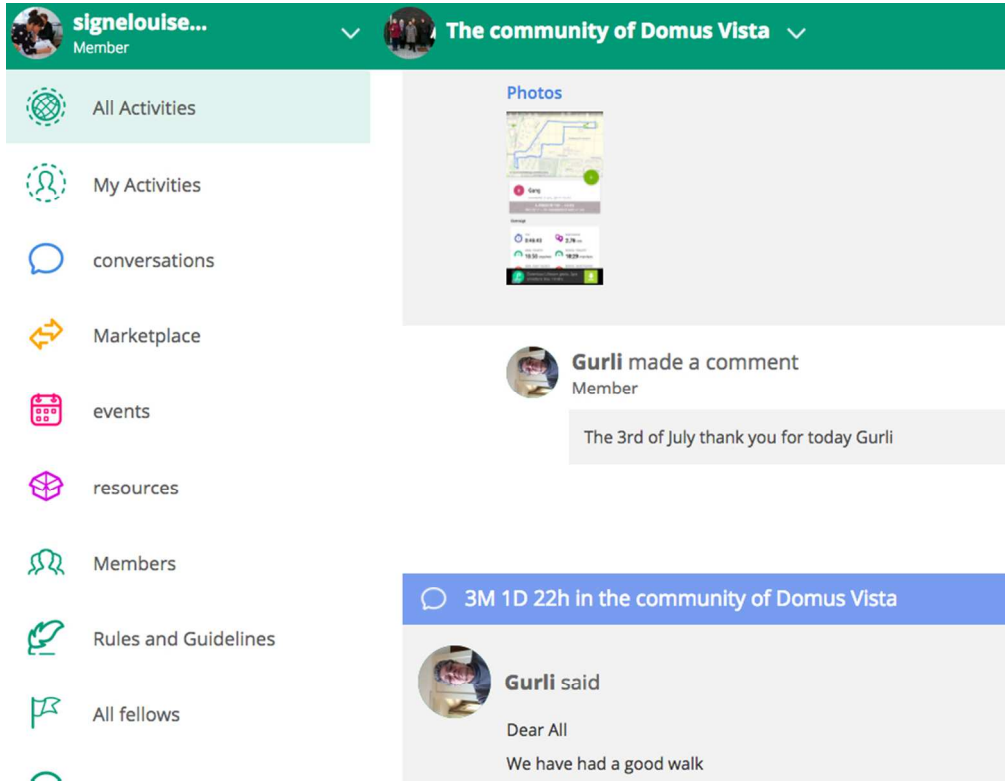 signelouise...
Member
The community of Domus Vista
All Activities
My Activities
conversations
Marketplace
events
resources
Members
Rules and Guidelines
All fellows
Photos
Gurli made a comment
Member
The 3rd of July thank you for today Gurli
3M 1D 22h in the community of Domus Vista
Gurli said
Dear All
We have had a good walk